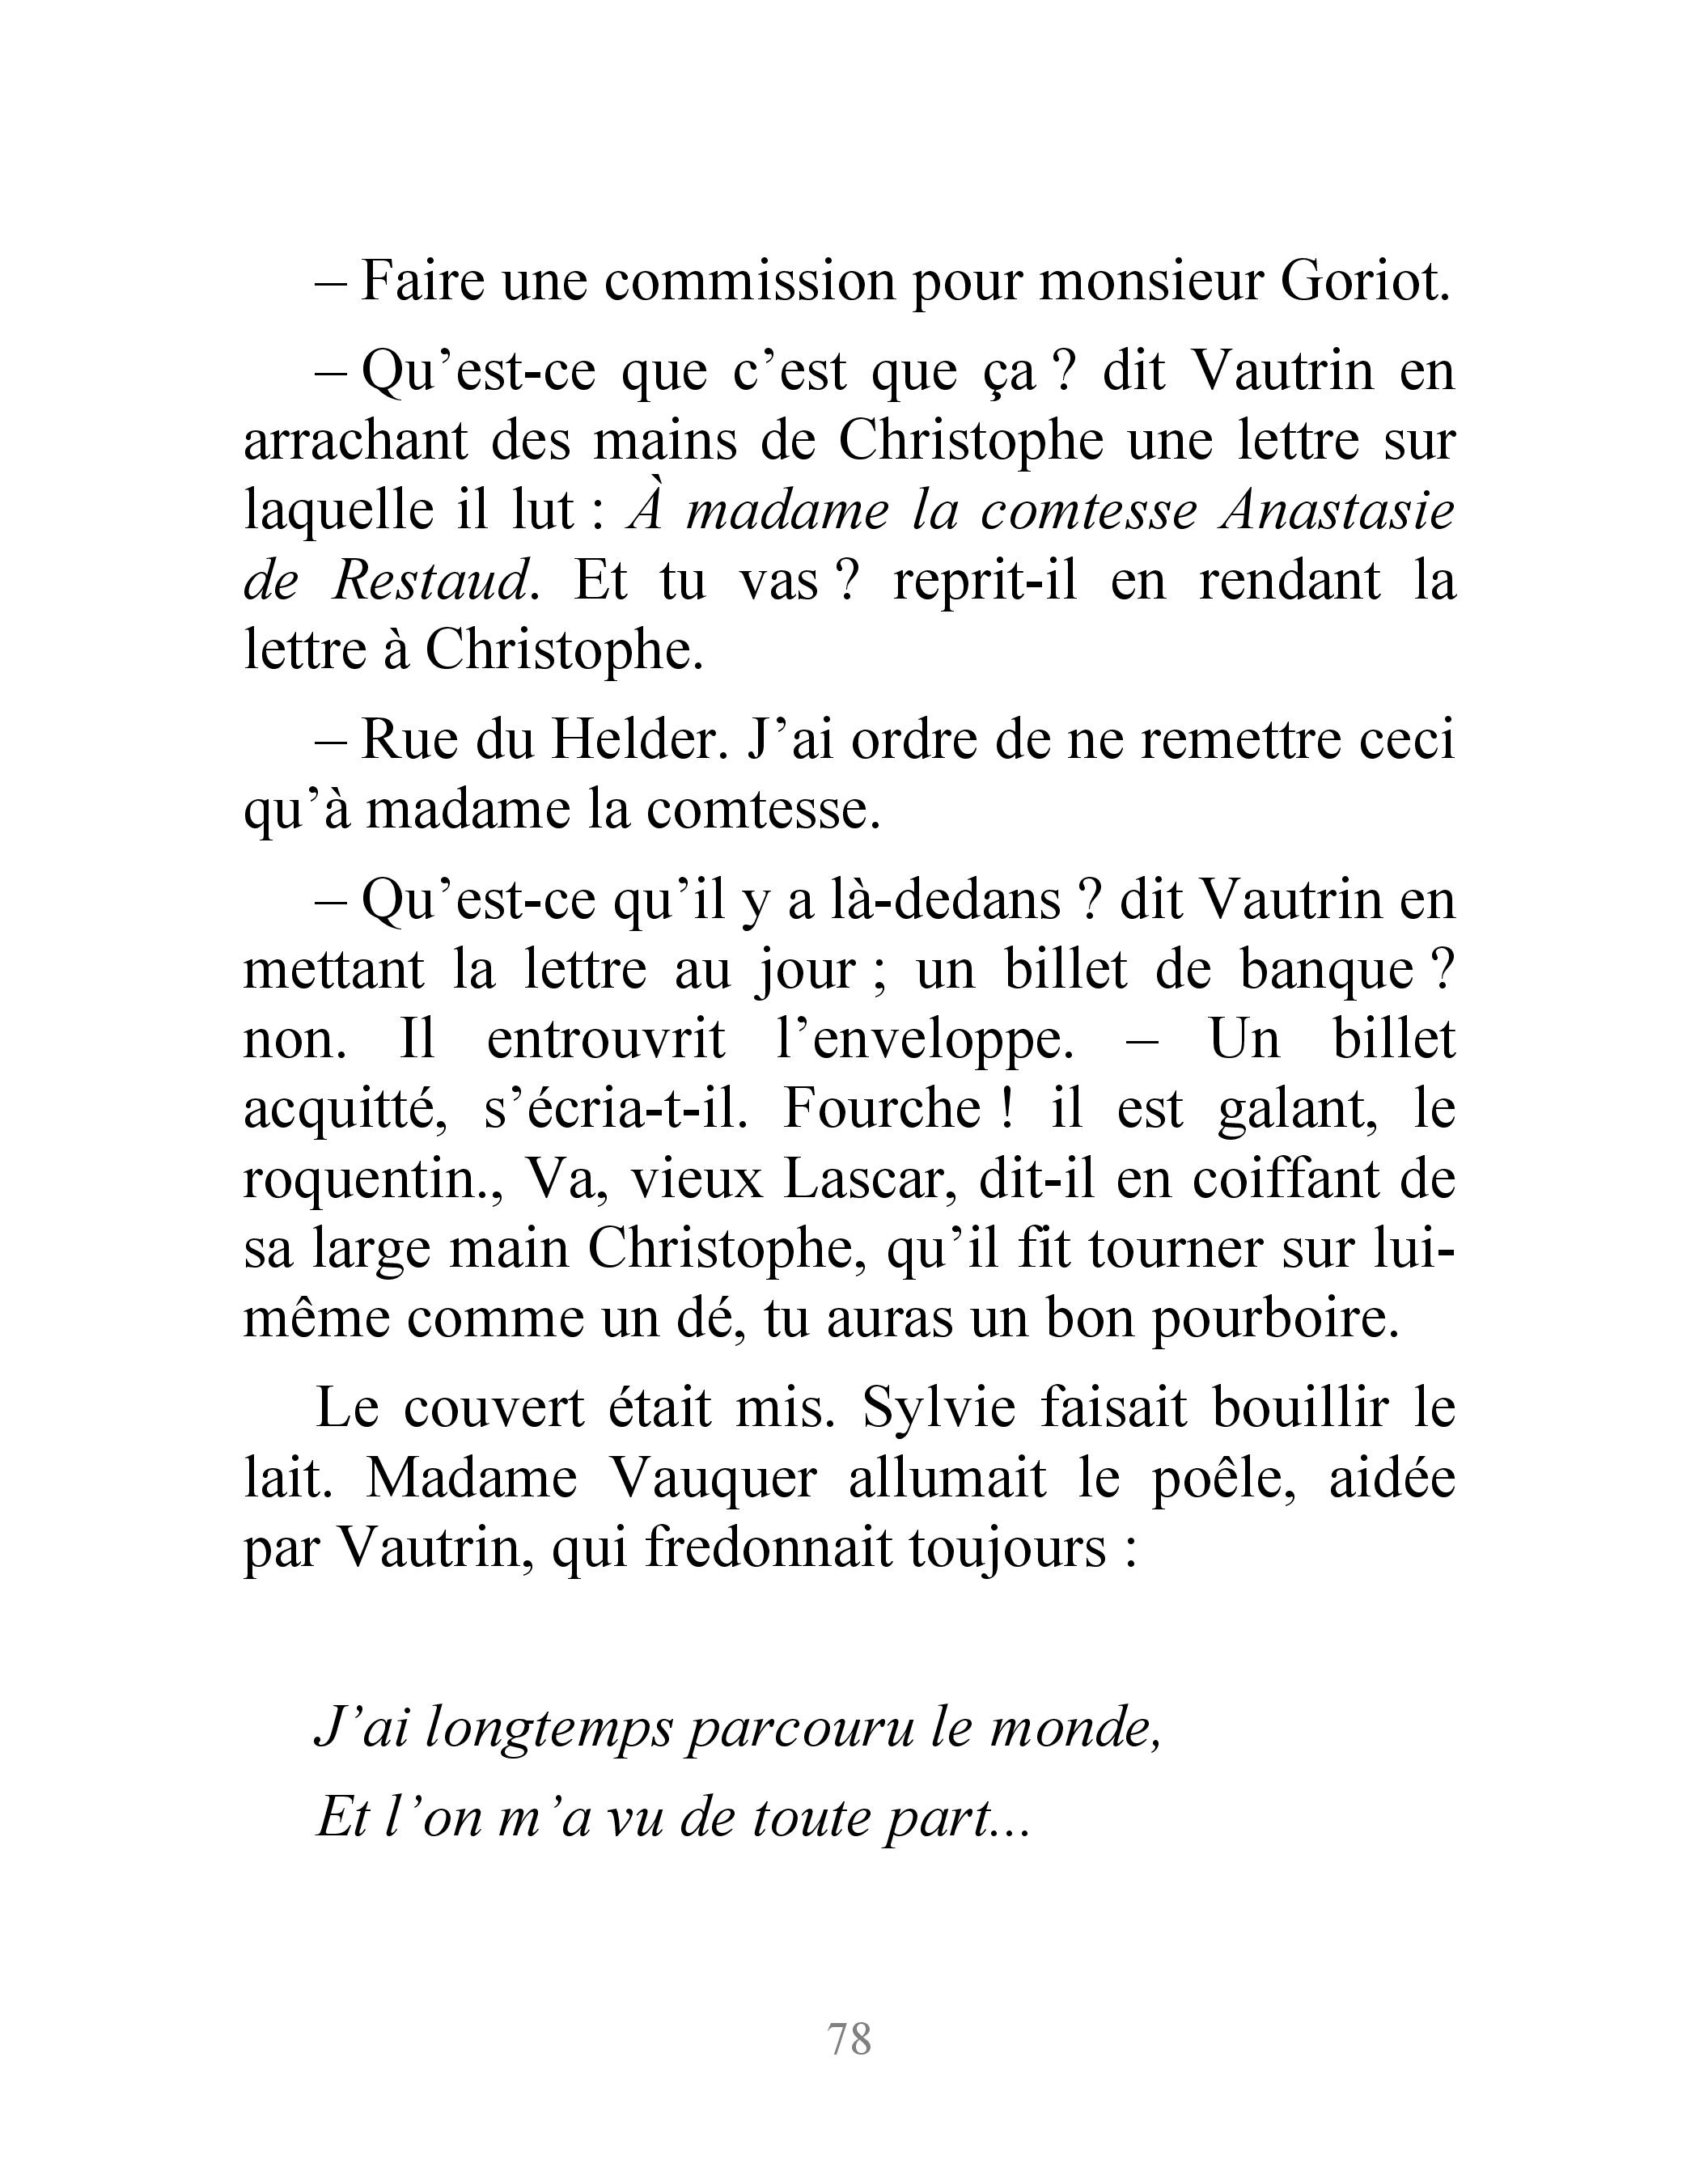 – Faire une commission pour monsieur Goriot.
– Qu’est-ce que c’est que ça ? dit Vautrin en
arrachant des mains de Christophe une lettre sur
laquelle il lut : À madame la comtesse Anastasie
de Restaud. Et tu vas ? reprit-il en rendant la
lettre à Christophe.
– Rue du Helder. J’ai ordre de ne remettre ceci
qu’à madame la comtesse.
– Qu’est-ce qu’il y a là-dedans ? dit Vautrin en
mettant la lettre au jour ; un billet de banque ?
non. Il entrouvrit l’enveloppe. – Un billet
acquitté, s’écria-t-il. Fourche ! il est galant, le
roquentin., Va, vieux Lascar, dit-il en coiffant de
sa large main Christophe, qu’il fit tourner sur lui-
même comme un dé, tu auras un bon pourboire.
Le couvert était mis. Sylvie faisait bouillir le
lait. Madame Vauquer allumait le poêle, aidée
par Vautrin, qui fredonnait toujours :
J’ai longtemps parcouru le monde,
Et l’on m’a vu de toute part...
78